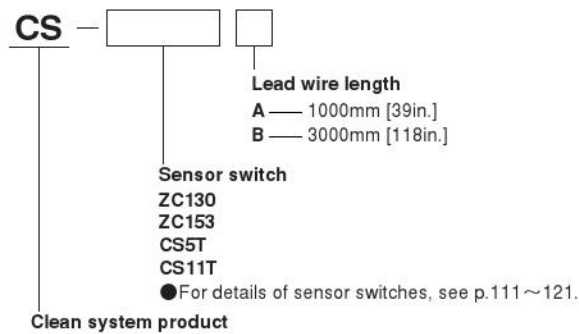 CS —
Lead wire length
A — 1000mm [39in.]
B — 3000mm [118in.]
Sensor switch
ZC130
ZC153
CS5T
CS11T
●For details of sensor switches, see p.111～121.
Clean system product